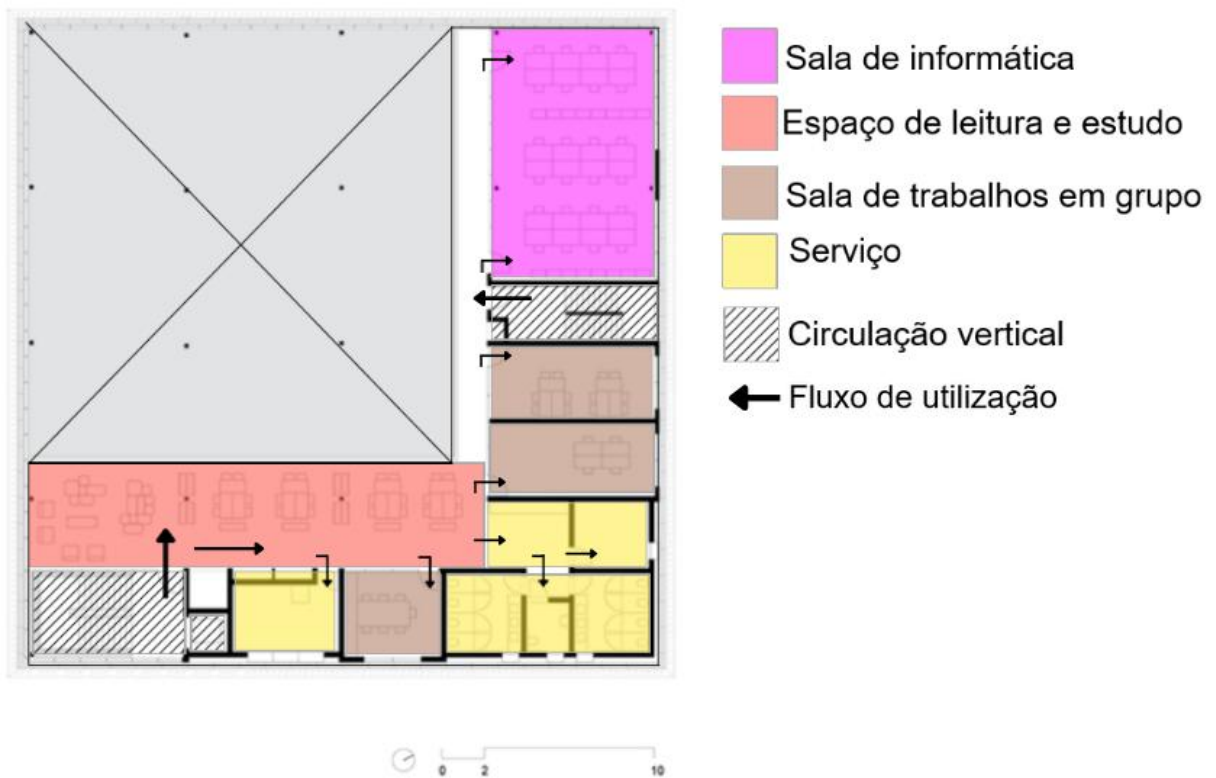 Sala de informática
Espaço de leitura e estudo
Sala de trabalhos em grupo
Serviço
Circulação vertical
Fluxo de utilização
0 2 10